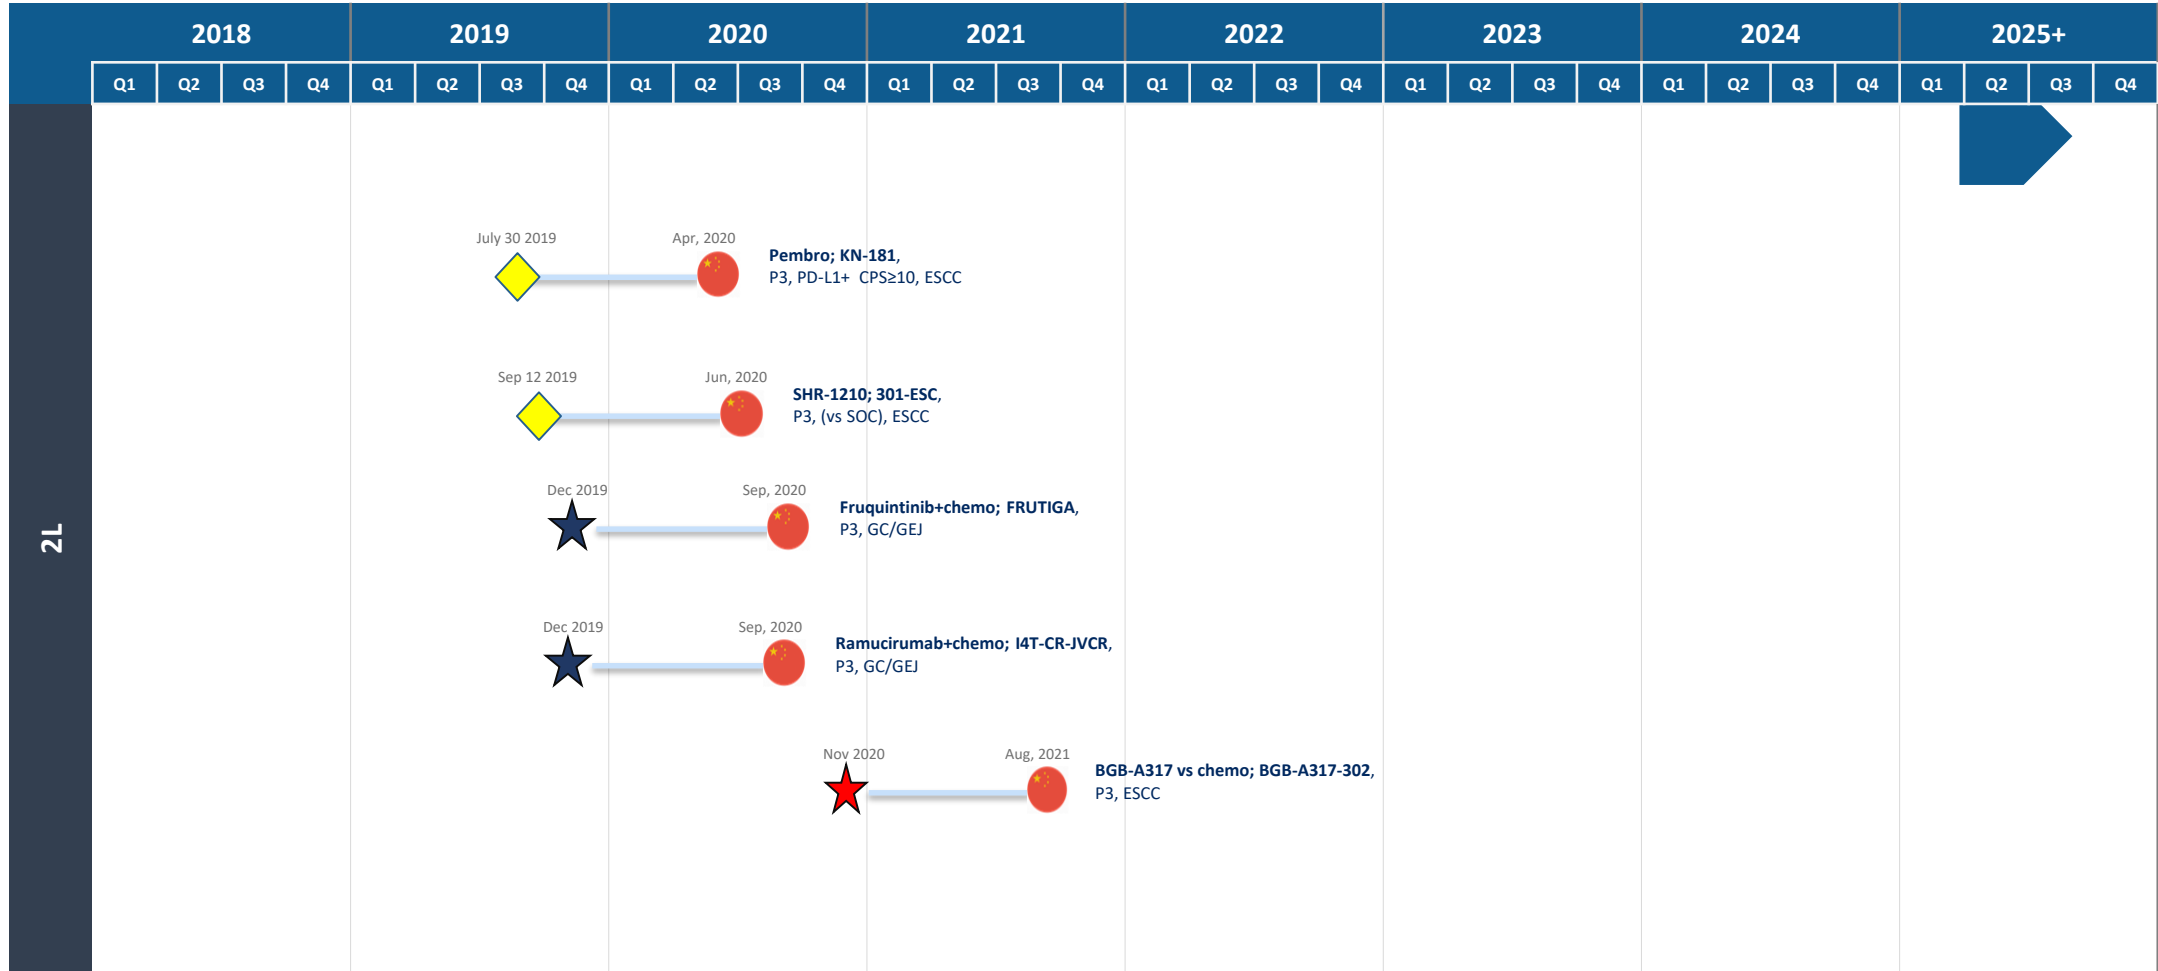 2018 2019 2020 2021 2022 2023 2024 2025+
Q1 Q2 Q3 Q4 Q1 Q2 Q3 Q4 Q1 Q2 Q3 Q4 Q1 Q2 Q3 Q4 Q1 Q2 Q3 Q4 Q1 Q2 Q3 Q4 Q1 Q2 Q3 Q4 Q1 Q2 Q3 Q4
2L
July 30 2019
Apr, 2020
Pembro; KN-181,
P3, PD-L1+ CPS≥10, ESCC
Sep 12 2019
Jun, 2020
SHR-1210; 301-ESC,
P3, (vs SOC), ESCC
Dec 2019
Sep, 2020
Fruquintinib+chemo; FRUTIGA,
P3, GC/GEJ
Dec 2019
Sep, 2020
Ramucirumab+chemo; I4T-CR-JVCR,
P3, GC/GEJ
Nov 2020
Aug, 2021
BGB-A317 vs chemo; BGB-A317-302,
P3, ESCC